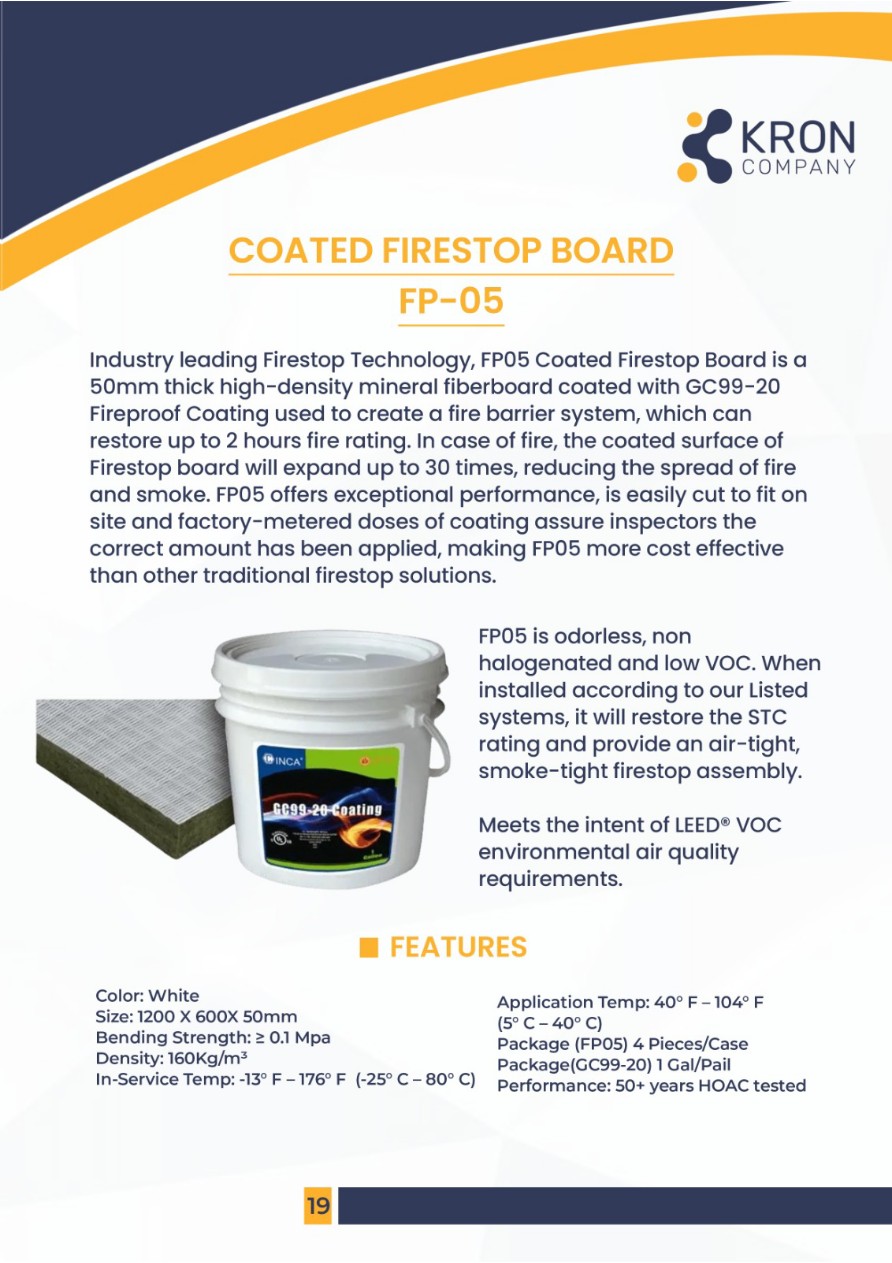 KRON
COMPANY
COATED FIRESTOP BOARD
FP-05
Industry leading Firestop Technology, FP05 Coated Firestop Board is a
50mm thick high-density mineral fiberboard coated with GC99-20
Fireproof Coating used to create a fire barrier system, which can
restore up to 2 hours fire rating. In case of fire, the coated surface of
Firestop board will expand up to 30 times, reducing the spread of fire
and smoke. FP05 offers exceptional performance, is easily cut to fit on
site and factory-metered doses of coating assure inspectors the
correct amount has been applied, making FP05 more cost effective
than other traditional firestop solutions.
FP05 is odorless, non
halogenated and low VOC. When
installed according to our Listed
systems, it will restore the STC
rating and provide an air-tight,
smoke-tight firestop assembly.
Meets the intent of LEED® VOC
environmental air quality
requirements.
INCA®
GC99-20 Coating
UL
1
FEATURES
Color: White
Size: 1200 X 600X 50mm
Bending Strength: ≥ 0.1 Mpa
Density: 160Kg/m³
In-Service Temp: -13° F – 176° F (-25° C – 80° C)
Application Temp: 40° F – 104° F
(5° C – 40° C)
Package (FP05) 4 Pieces/Case
Package(GC99-20) 1 Gal/Pail
Performance: 50+ years HOAC tested
19